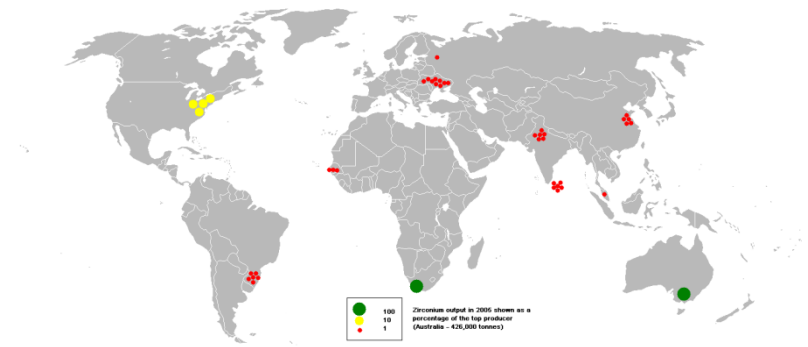 100
10
1
Zirconium output in 2006 shown as a
percentage of the top producer
(Australia - 426,000 tonnes)